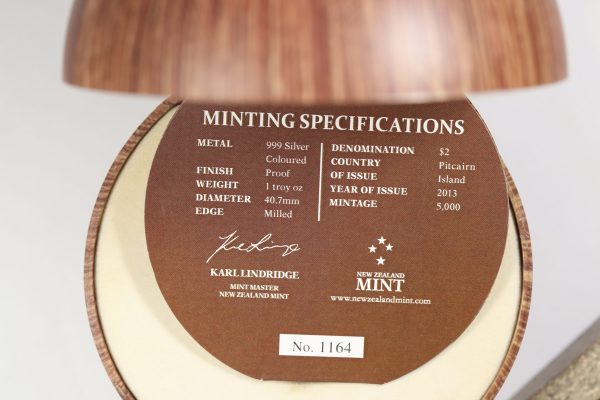 MINTING SPECIFICATIONS
METAL 999 Silver
Coloured
FINISH Proof
WEIGHT 1 troy oz
DIAMETER 40.7mm
EDGE Milled
DENOMINATION $2
COUNTRY Pitcairn
OF ISSUE Island
YEAR OF ISSUE 2013
MINTAGE 5,000
KARL LINDRIDGE
MINT MASTER
NEW ZEALAND MINT
NEW ZEALAND
MINT
www.newzealandmint.com
No. 1164